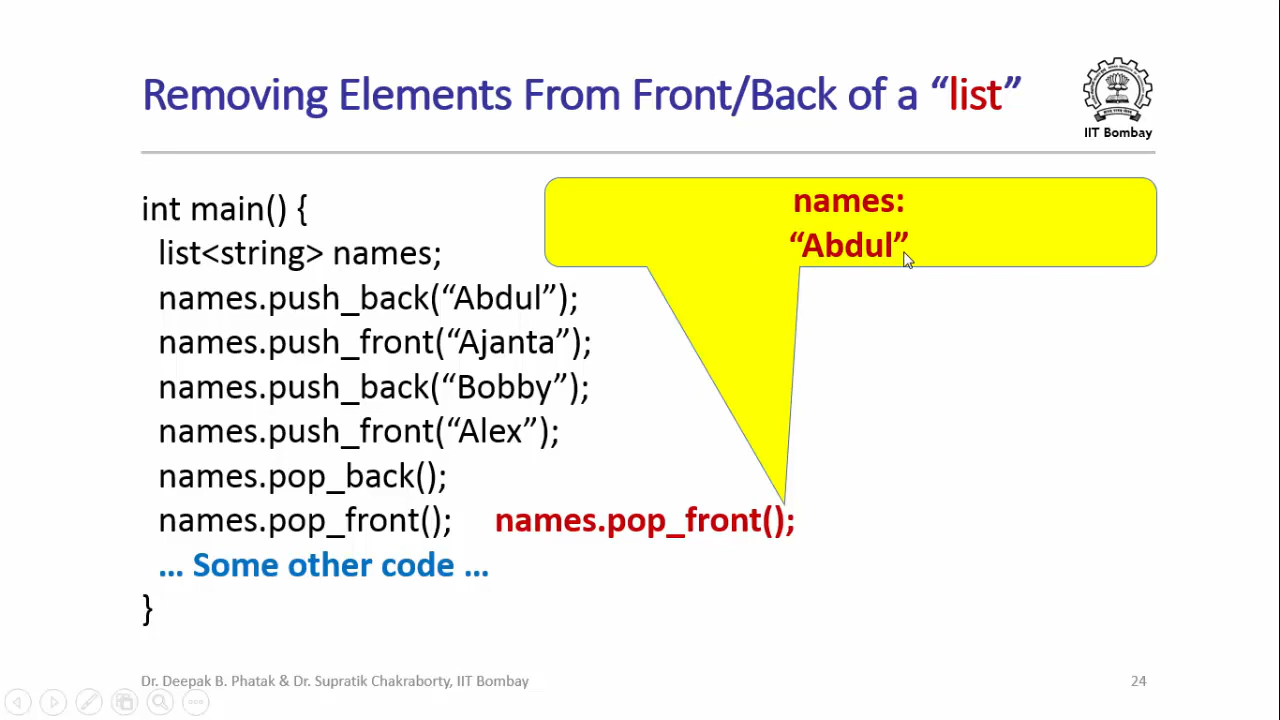 Removing Elements From Front/Back of a “list”
IIT Bombay
int main() {
list<string> names;
names.push_back(“Abdul”);
names.push_front(“Ajanta”);
names.push_back(“Bobby”);
names.push_front(“Alex”);
names.pop_back();
names.pop_front(); names.pop_front();
… Some other code …
}
names:
“Abdul”
Dr. Deepak B. Phatak & Dr. Supratik Chakraborty, IIT Bombay
24